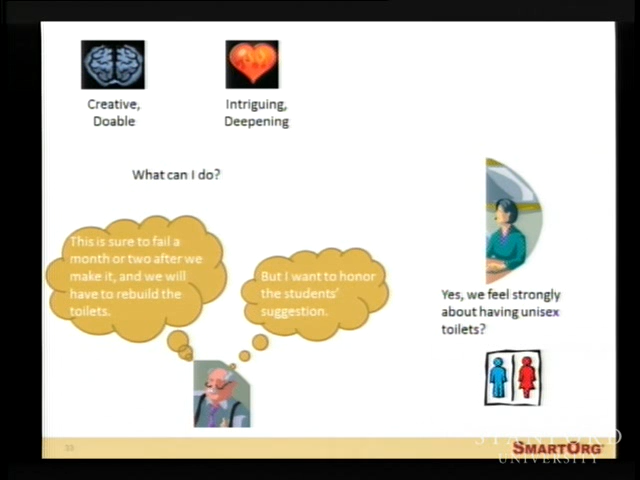 Creative,
Doable
Intriguing,
Deepening
What can I do?
This is sure to fail a
month or two after we
make it, and we will
have to rebuild the
toilets.
But I want to honor
the students'
suggestion.
Yes, we feel strongly
about having unisex
toilets?
33
STANFORD
UNIVERSITY
SMARTORG